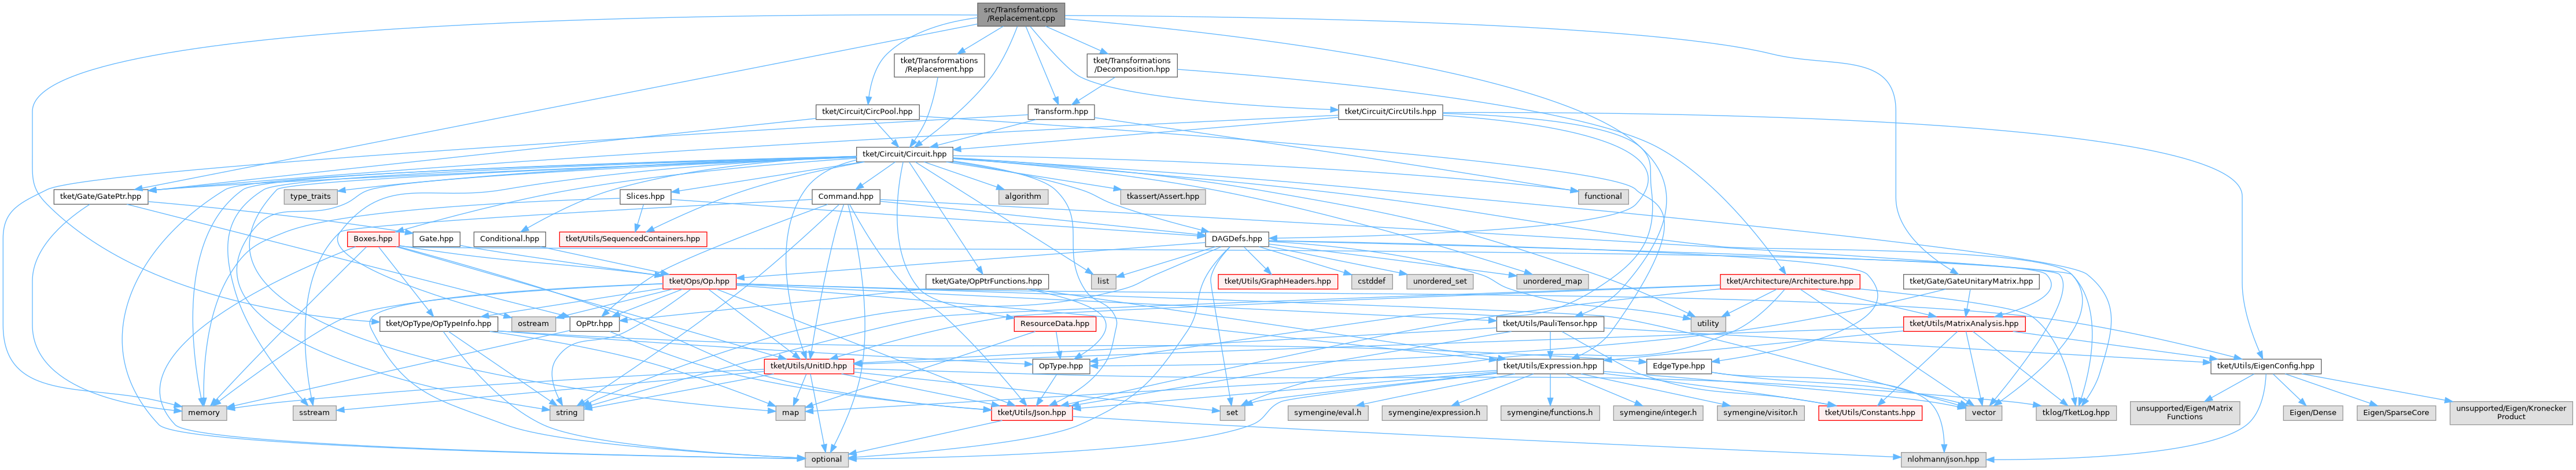 src/Transformations
/Replacement.cpp
tket/Transformations
/Replacement.hpp
tket/Transformations
/Decomposition.hpp
tket/Circuit/CircPool.hpp
Transform.hpp
tket/Circuit/CircUtils.hpp
tket/Circuit/Circuit.hpp
tket/Gate/GatePtr.hpp
type_traits
Slices.hpp
Command.hpp
algorithm
tkassert/Assert.hpp
functional
Boxes.hpp
Gate.hpp
Conditional.hpp
tket/Utils/SequencedContainers.hpp
DAGDefs.hpp
tket/Ops/Op.hpp
tket/Gate/OpPtrFunctions.hpp
list
tket/Utils/GraphHeaders.hpp
cstddef
unordered_set
unordered_map
tket/Architecture/Architecture.hpp
tket/Gate/GateUnitaryMatrix.hpp
tket/OpType/OpTypeInfo.hpp
ostream
OpPtr.hpp
ResourceData.hpp
tket/Utils/PauliTensor.hpp
utility
tket/Utils/MatrixAnalysis.hpp
tket/Utils/UnitID.hpp
OpType.hpp
tket/Utils/Expression.hpp
EdgeType.hpp
tket/Utils/EigenConfig.hpp
memory
sstream
string
map
tket/Utils/Json.hpp
set
symengine/eval.h
symengine/expression.h
symengine/functions.h
symengine/integer.h
symengine/visitor.h
tket/Utils/Constants.hpp
vector
tklog/TketLog.hpp
unsupported/Eigen/Matrix
Functions
Eigen/Dense
Eigen/SparseCore
unsupported/Eigen/Kronecker
Product
optional
nlohmann/json.hpp